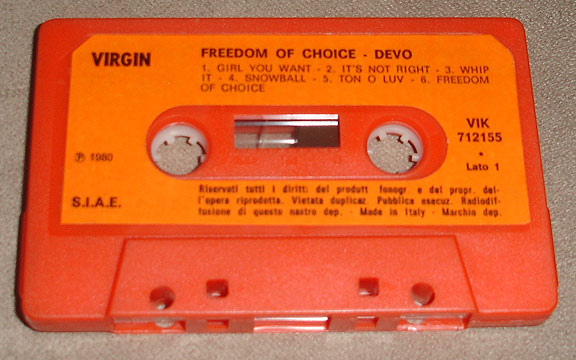 VIRGIN
FREEDOM OF CHOICE - DEVO
1. GIRL YOU WANT - 2. IT'S NOT RIGHT - 3. WHIP
IT - 4. SNOWBALL - 5. TON O LUV - 6. FREEDOM
OF CHOICE
VIK
712155
℗ 1980
Lato 1
S.I.A.E.
Riservati tutti i diritti del produtt fonogr. e del propr. del-
l'opera riprodotta. Vietata duplicaz. Pubblica esecuz. Radiodif-
fusione di questo nastro dep. - Made in Italy - Marchio dep.